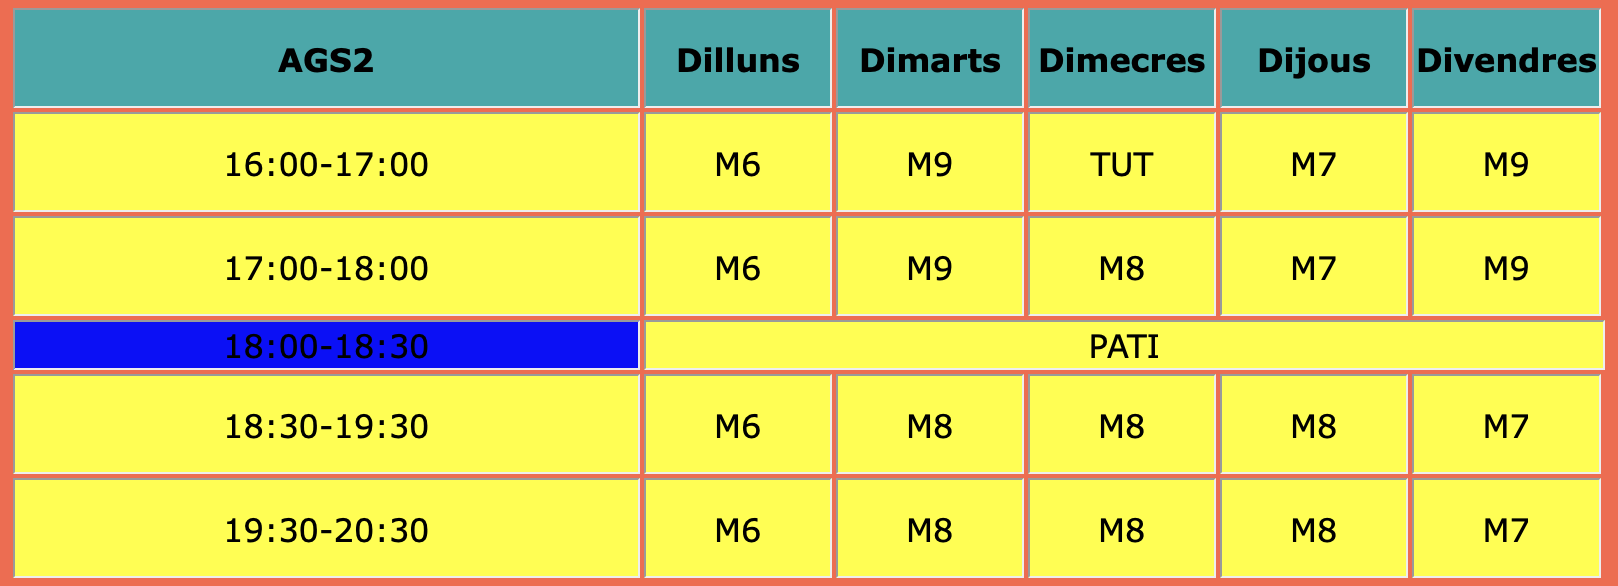 AGS2 Dilluns Dimarts Dimecres Dijous Divendres
16:00-17:00 M6 M9 TUT M7 M9
17:00-18:00 M6 M9 M8 M7 M9
18:00-18:30 PATI
18:30-19:30 M6 M8 M8 M8 M7
19:30-20:30 M6 M8 M8 M8 M7